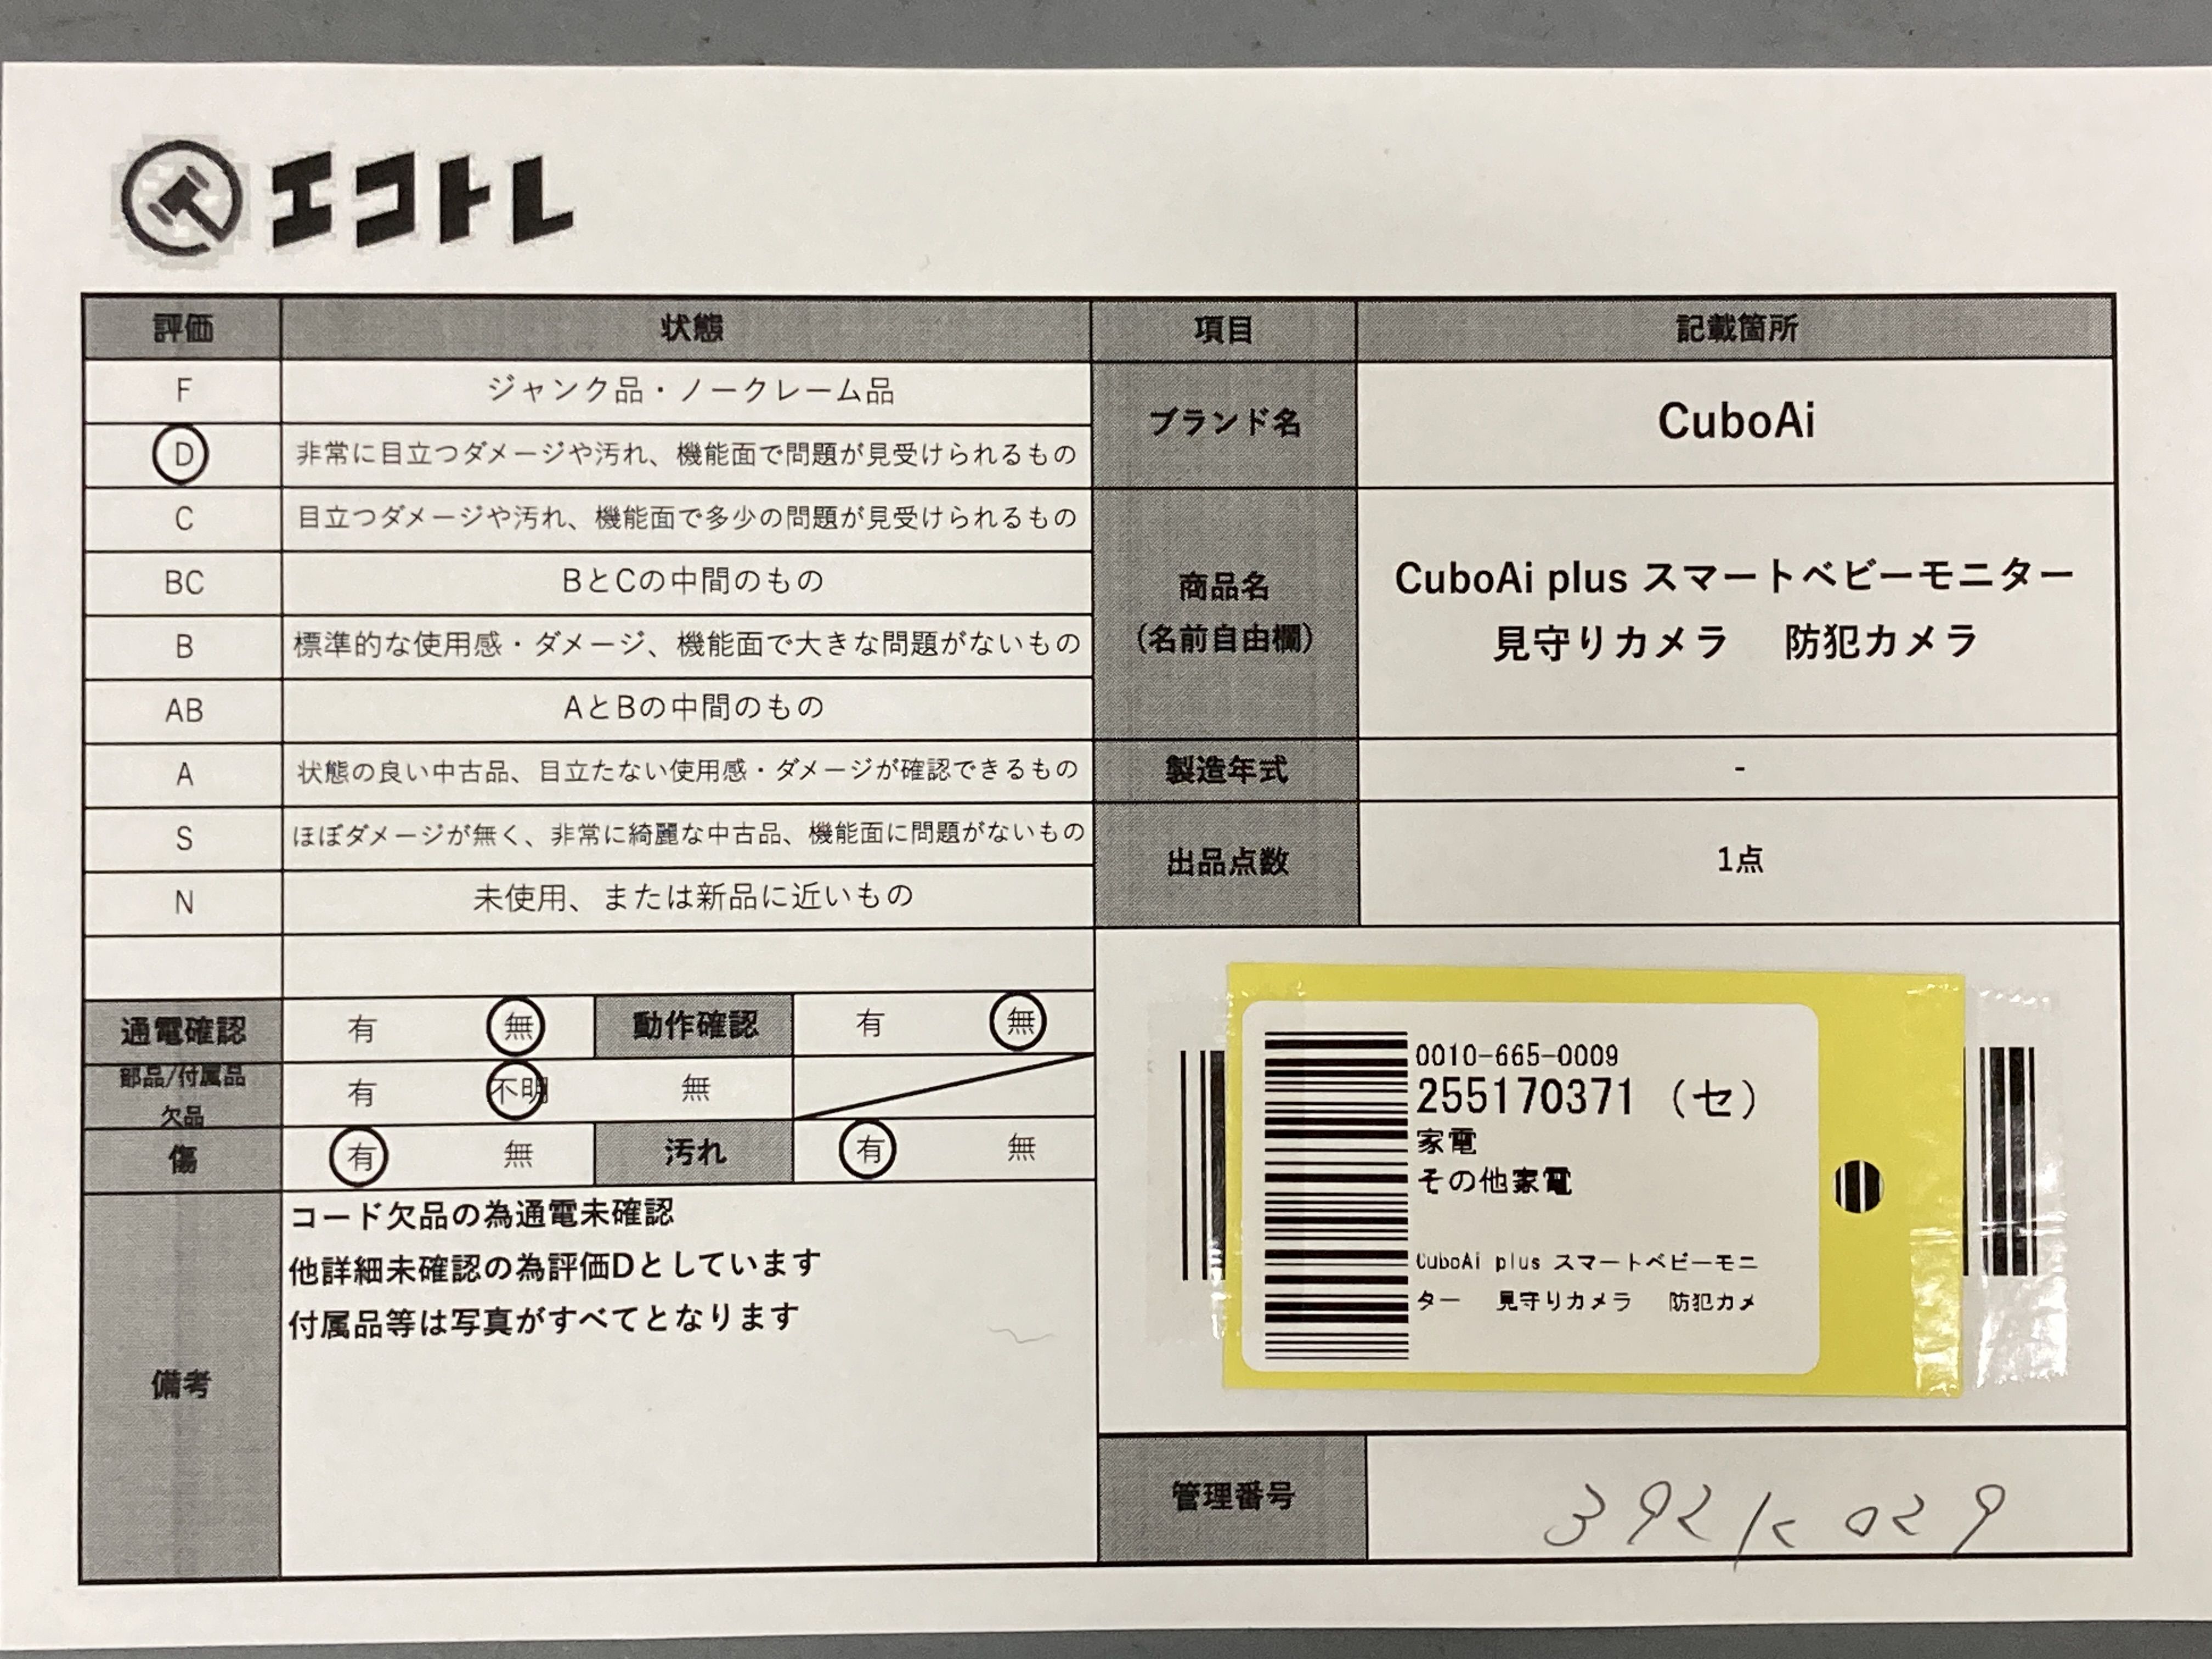 エコトレ
評価 状態 項目 記載箇所
F ジャンク品・ノークレーム品
D 非常に目立つダメージや汚れ、機能面で問題が見受けられるもの
C 目立つダメージや汚れ、機能面で多少の問題が見受けられるもの
BC BとCの中間のもの
B 標準的な使用感・ダメージ、機能面で大きな問題がないもの
AB AとBの中間のもの
A 状態の良い中古品、目立たない使用感・ダメージが確認できるもの
S ほぼダメージが無く、非常に綺麗な中古品、機能面に問題がないもの
N 未使用、または新品に近いもの
通電確認 有 無 動作確認 有 無
部品/付属品
欠品 有 不明 無
傷 有 無 汚れ 有 無
備考
コード欠品の為通電未確認
他詳細未確認の為評価Dとしています
付属品等は写真がすべてとなります
ブランド名 CuboAi
商品名
(名前自由欄)
CuboAi plus スマートベビーモニター
見守りカメラ 防犯カメラ
製造年式 -
出品点数 1点
0010-665-0009
255170371 (セ)
家電
その他家電
CuboAi plus スマートベビーモニ
ター 見守りカメラ 防犯カメ
管理番号 392K029